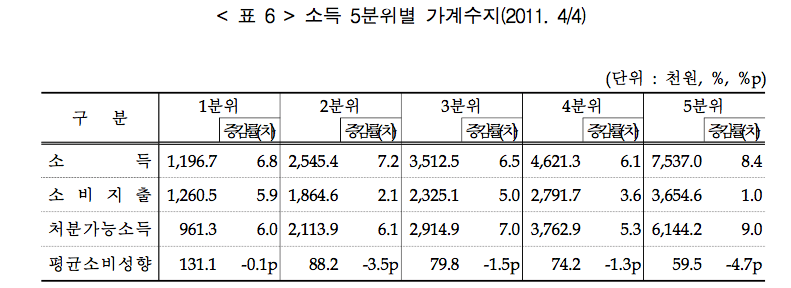 < 표 6 > 소득 5분위별 가계수지(2011. 4/4)
(단위 : 천원, %, %p)
구 분 1분위 2분위 3분위 4분위 5분위
증감률(차) 증감률(차) 증감률(차) 증감률(차) 증감률(차)
소 득 1,196.7 6.8 2,545.4 7.2 3,512.5 6.5 4,621.3 6.1 7,537.0 8.4
소 비 지 출 1,260.5 5.9 1,864.6 2.1 2,325.1 5.0 2,791.7 3.6 3,654.6 1.0
처분가능소득 961.3 6.0 2,113.9 6.1 2,914.9 7.0 3,762.9 5.3 6,144.2 9.0
평균소비성향 131.1 -0.1p 88.2 -3.5p 79.8 -1.5p 74.2 -1.3p 59.5 -4.7p